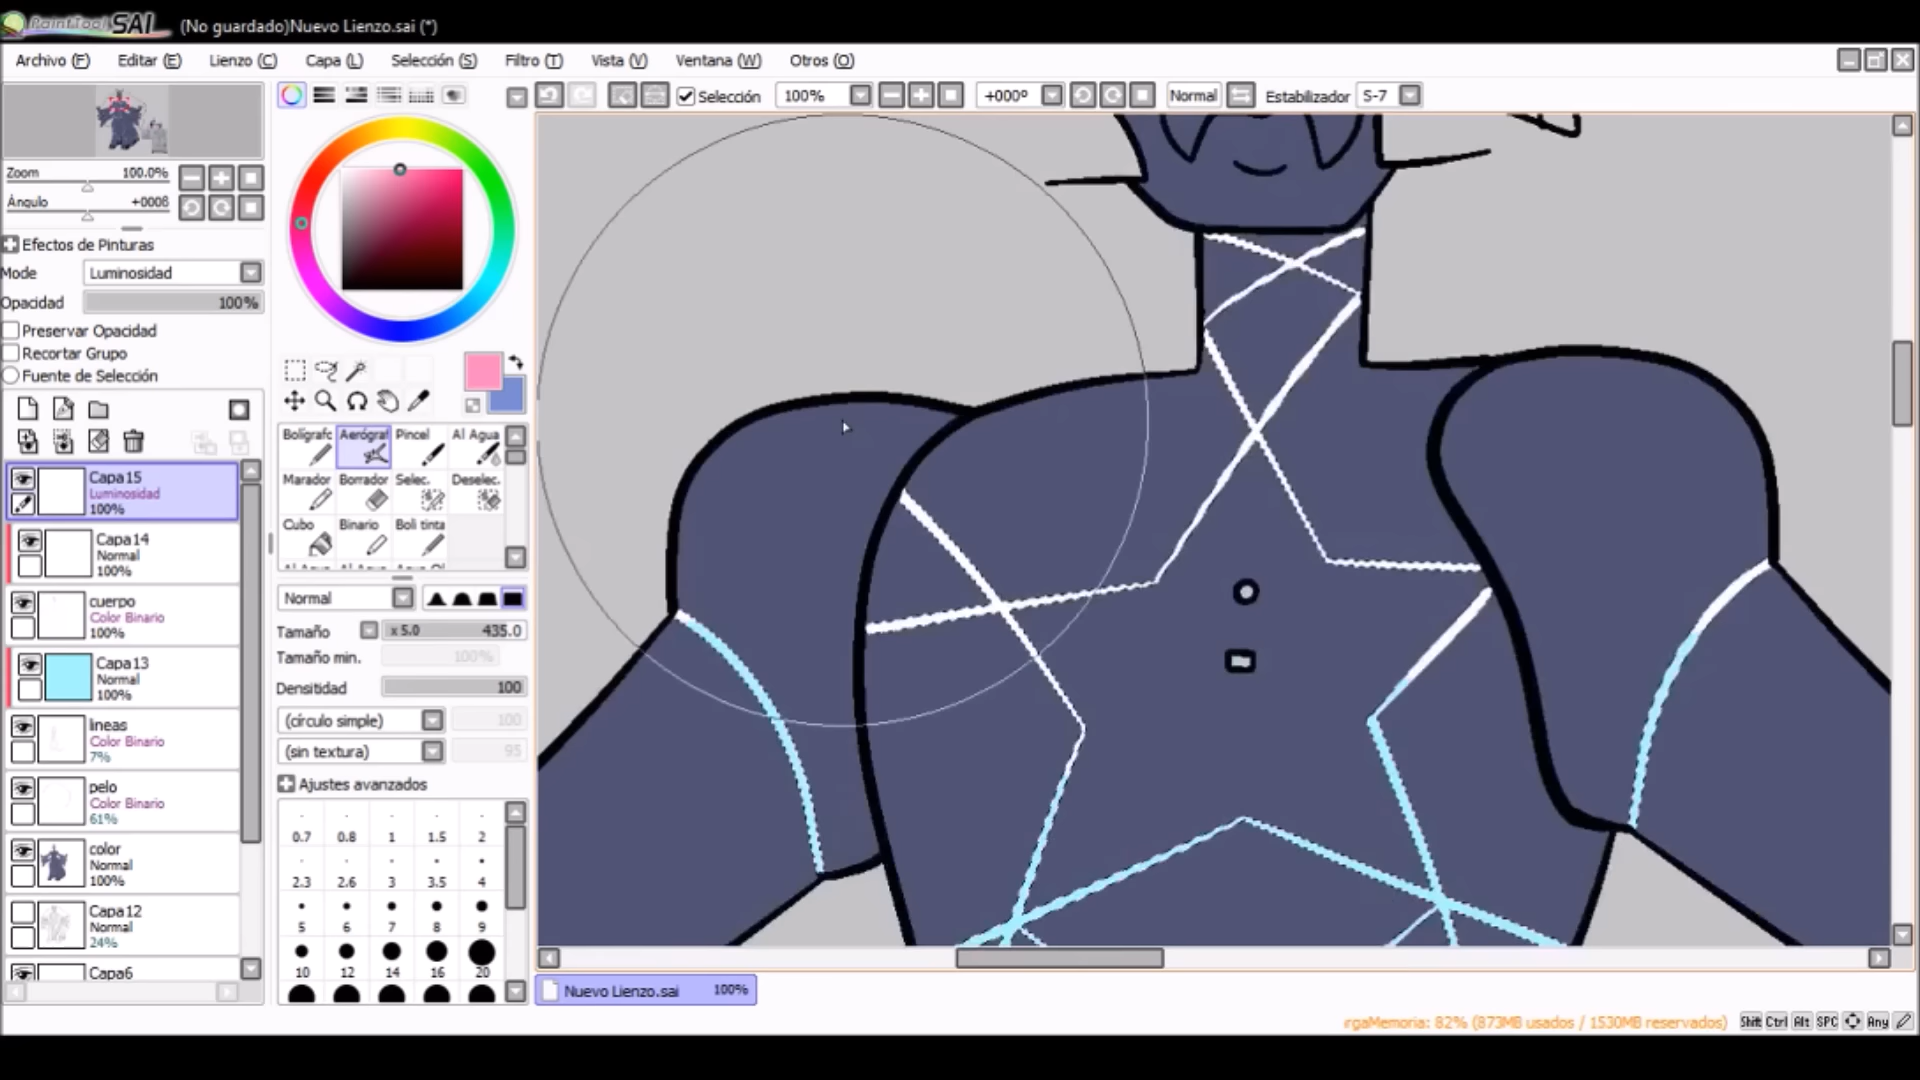 PaintTool SAI (No guardado)Nuevo Lienzo.sai (*)
Archivo (F) Editar (E) Lienzo (C) Capa (L) Selección (S) Filtro (T) Vista (V) Ventana (W) Otros (O)
Selección 100% +000º Normal Estabilizador S-7
Zoom 100.0%
Ángulo +000ß
Efectos de Pinturas
Mode Luminosidad
Opacidad 100%
Preservar Opacidad
Recortar Grupo
Fuente de Selección
Capa15
Luminosidad
100%
Capa14
Normal
100%
cuerpo
Color Binario
100%
Capa13
Normal
100%
lineas
Color Binario
7%
pelo
Color Binario
61%
color
Normal
100%
Capa12
Normal
24%
Capa6
Bolígrafc Aerógraf Pincel Al Agua
Marador Borrador Selec. Deselec.
Cubo Binario Boli tinta
Normal
Tamaño x 5.0 435.0
Tamaño min. 100%
Densitidad 100
(círculo simple) 100
(sin textura) 95
Ajustes avanzados
0.7 0.8 1 1.5 2
2.3 2.6 3 3.5 4
5 6 7 8 9
10 12 14 16 20
Nuevo Lienzo.sai 100%
rgaMemoria: 82% (873MB usados / 1530MB reservados) Shift Ctrl Alt SPC Any